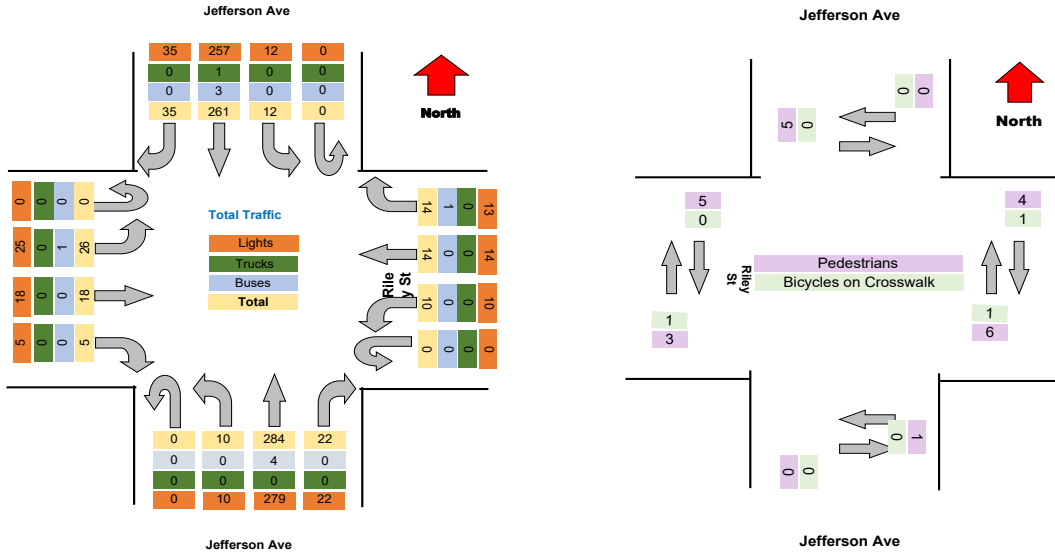 Jefferson Ave
Jefferson Ave
35 257 12 0
0 1 0 0
0 3 0 0
35 261 12 0
North
0 0 0 0
25 0 1 26
18 0 0 18
5 0 0 5
Total Traffic
Lights
Trucks
Buses
Total
14 1 0 13
14 0 0 14
10 0 0 10
0 0 0 0
Rile
y St
0 10 284 22
0 0 4 0
0 0 0 0
0 10 279 22
Jefferson Ave
0 0
North
5 0
5
0
4
1
Riley
St
Pedestrians
Bicycles on Crosswalk
1
3
1
6
0 1
0 0
Jefferson Ave